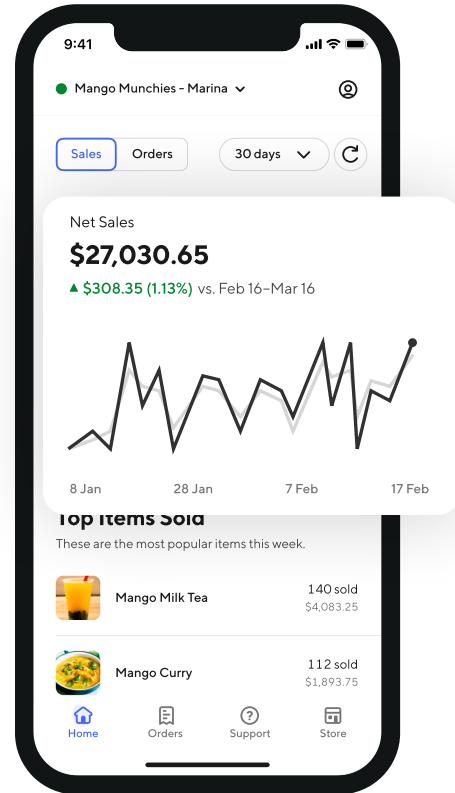 9:41
Mango Munchies - Marina
Sales
Orders
30 days
Net Sales
$27,030.65
$308.35 (1.13%) vs. Feb 16–Mar 16
8 Jan
28 Jan
7 Feb
17 Feb
Top Items Sold
These are the most popular items this week.
Mango Milk Tea
140 sold
$4,083.25
Mango Curry
112 sold
$1,893.75
Home
Orders
Support
Store